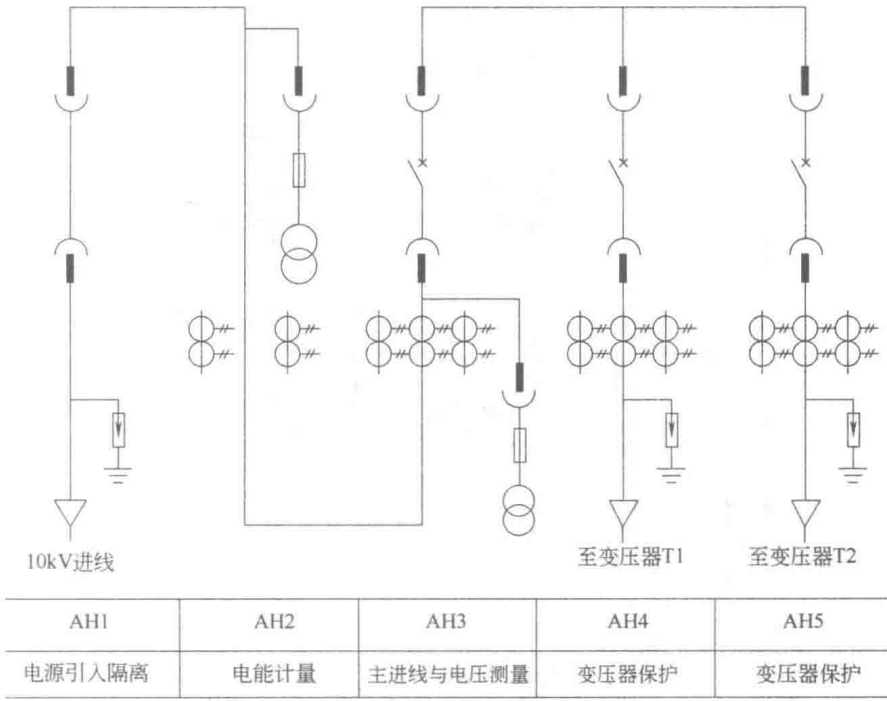 10kV进线
至变压器T1
至变压器T2
AH1
AH2
AH3
AH4
AH5
电源引入隔离
电能计量
主进线与电压测量
变压器保护
变压器保护